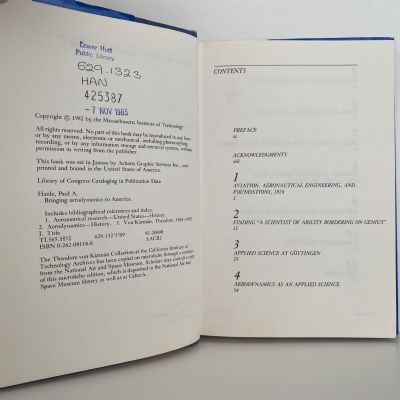 Lower Hutt
Public Library
629.1323
HAN
425387
- 7 NOV 1983
Copyright © 1982 by the Massachusetts Institute of Technology
All rights reserved. No part of this book may be reproduced in any form
or by any means, electronic or mechanical, including photocopying,
recording, or by any information storage and retrieval system, without
permission in writing from the publisher.
This book was set in Janson by Achorn Graphic Services Inc., and
printed and bound in the United States of America.
Library of Congress Cataloging in Publication Data
Hanle, Paul A.
Bringing aerodynamics to America.
Includes bibliographical references and index.
1. Aeronautical research—United States—History.
2. Aerodynamics—History. Von Kármán, Theodore, 1881-1963.
I. Title
TL565.H352 629.132'3'09
AACR2
ISBN 0-262-08114-8
The Theodore von Kármán Collection at the California Institute of
Technology Archives has been copied on microfiche through a grant
from the National Air and Space Museum. Scholars may consult a copy
of this microfiche edition, which is deposited in the National Air and
Space Museum library as well as at Caltech.
CONTENTS
PREFACE
ix
ACKNOWLEDGMENTS
xiii
1
AVIATION, AERONAUTICAL ENGINEERING, AND
FOUNDATIONS, 1926
1
2
FINDING "A SCIENTIST OF ABILITY BORDERING ON GENIUS"
11
3
APPLIED SCIENCE AT GÖTTINGEN
23
4
AERODYNAMICS AS AN APPLIED SCIENCE
34